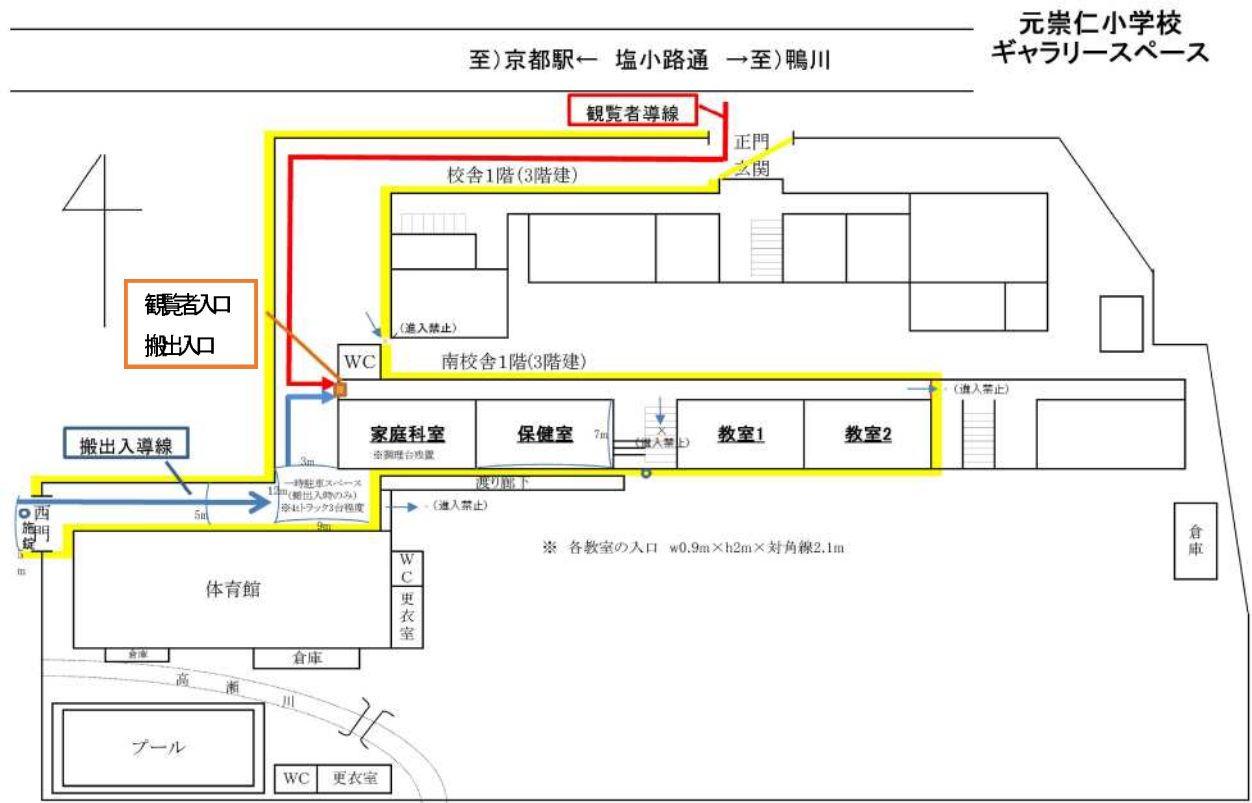 元崇仁小学校
ギャラリースペース
至)京都駅← 塩小路通 →至)鴨川
観覧者導線
正門
玄関
校舎1階(3階建)
観覧者入口
搬出入口
(進入禁止)
WC
南校舎1階(3階建)
(進入禁止)
家庭科室
※調理台残置
保健室
7m
(進入禁止)
教室1
教室2
搬出入導線
3m
12m
一時駐車スペース
(搬出入時のみ)
※4tトラック3台程度
9m
5m
渡り廊下
(進入禁止)
西門
施錠
5m
※ 各教室の入口 w0.9m×h2m×対角線2.1m
倉庫
体育館
WC
更衣室
倉庫
倉庫
高瀬川
プール
WC
更衣室